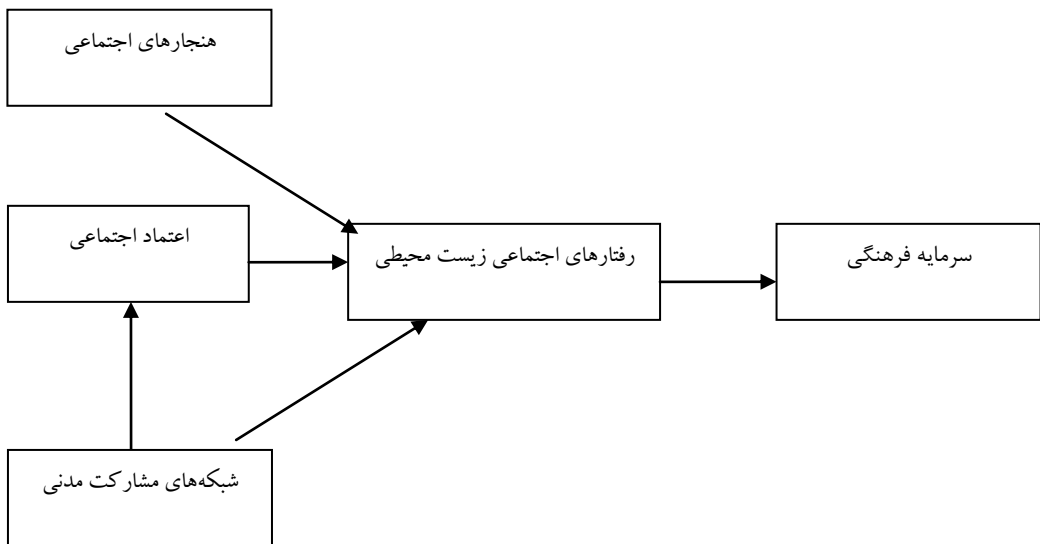 هنجارهای اجتماعی
اعتماد اجتماعی
رفتارهای اجتماعی زیست محیطی
سرمایه فرهنگی
شبکه‌های مشارکت مدنی